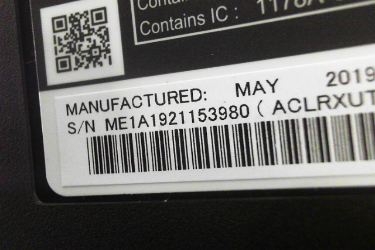 Contains IC :
MANUFACTURED: MAY 2019
S/N ME1A1921153980 ( ACLRXUT